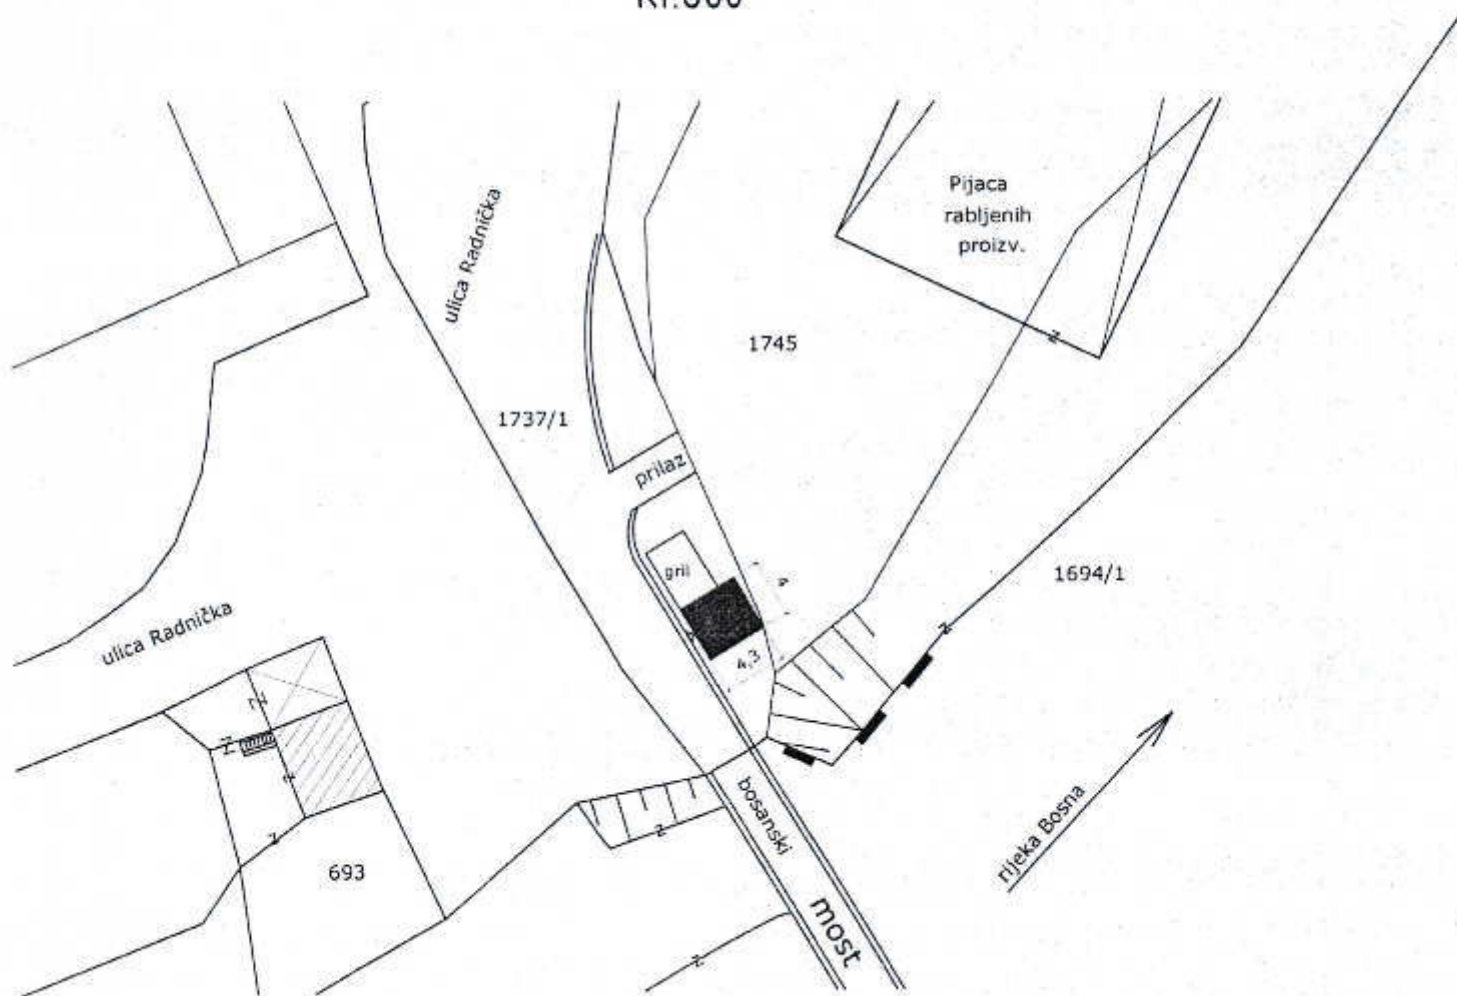 ulica Radnička
Pijaca
rabljenih
proizv.
1745
1737/1
prilaz
gril
4
1694/1
4,3
ulica Radnička
bosanski
most
rijeka Bosna
693